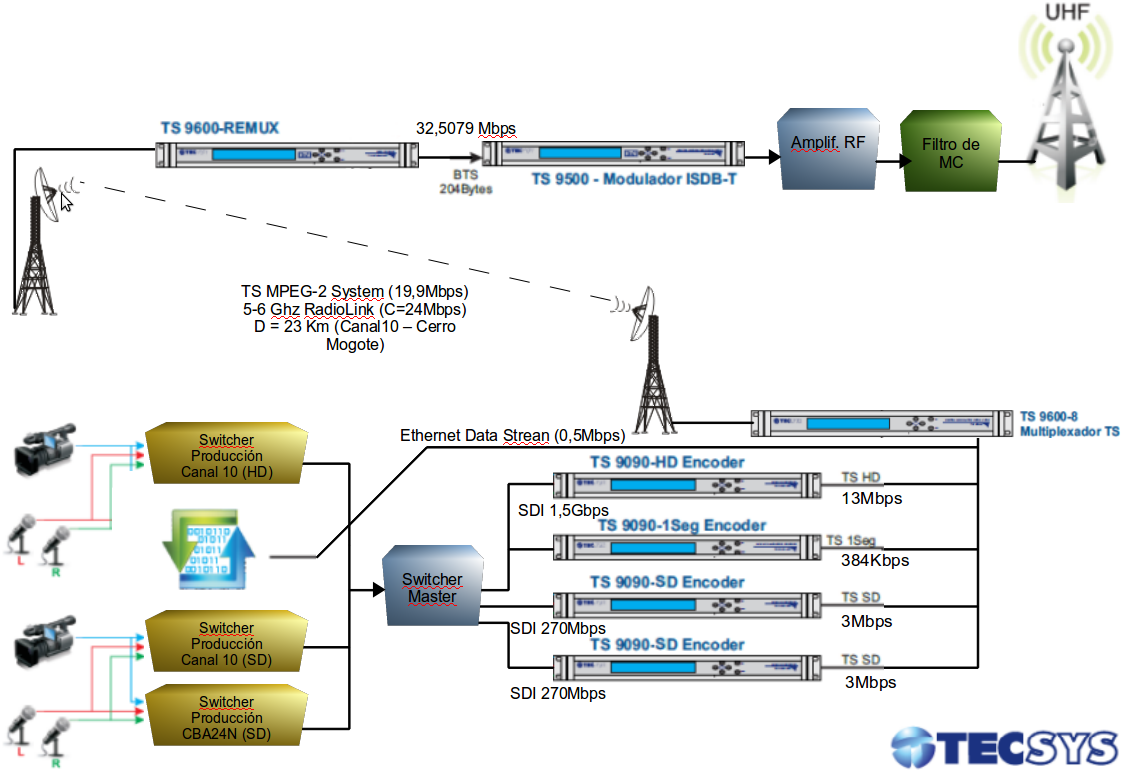 UHF
TS 9600-REMUX
32,5079 Mbps
BTS
204Bytes
TS 9500 - Modulador ISDB-T
Amplif. RF
Filtro de
MC
TS MPEG-2 System (19,9Mbps)
5-6 Ghz RadioLink (C=24Mbps)
D = 23 Km (Canal10 – Cerro
Mogote)
TS 9600-8
Multiplexador TS
Ethernet Data Strean (0,5Mbps)
Switcher
Producción
Canal 10 (HD)
L
R
TS 9090-HD Encoder
SDI 1,5Gbps
TS HD
13Mbps
TS 9090-1Seg Encoder
TS 1Seg
384Kbps
Switcher
Master
TS 9090-SD Encoder
SDI 270Mbps
TS SD
3Mbps
TS 9090-SD Encoder
SDI 270Mbps
TS SD
3Mbps
Switcher
Producción
Canal 10 (SD)
Switcher
Producción
CBA24N (SD)
L
R
TECSYS